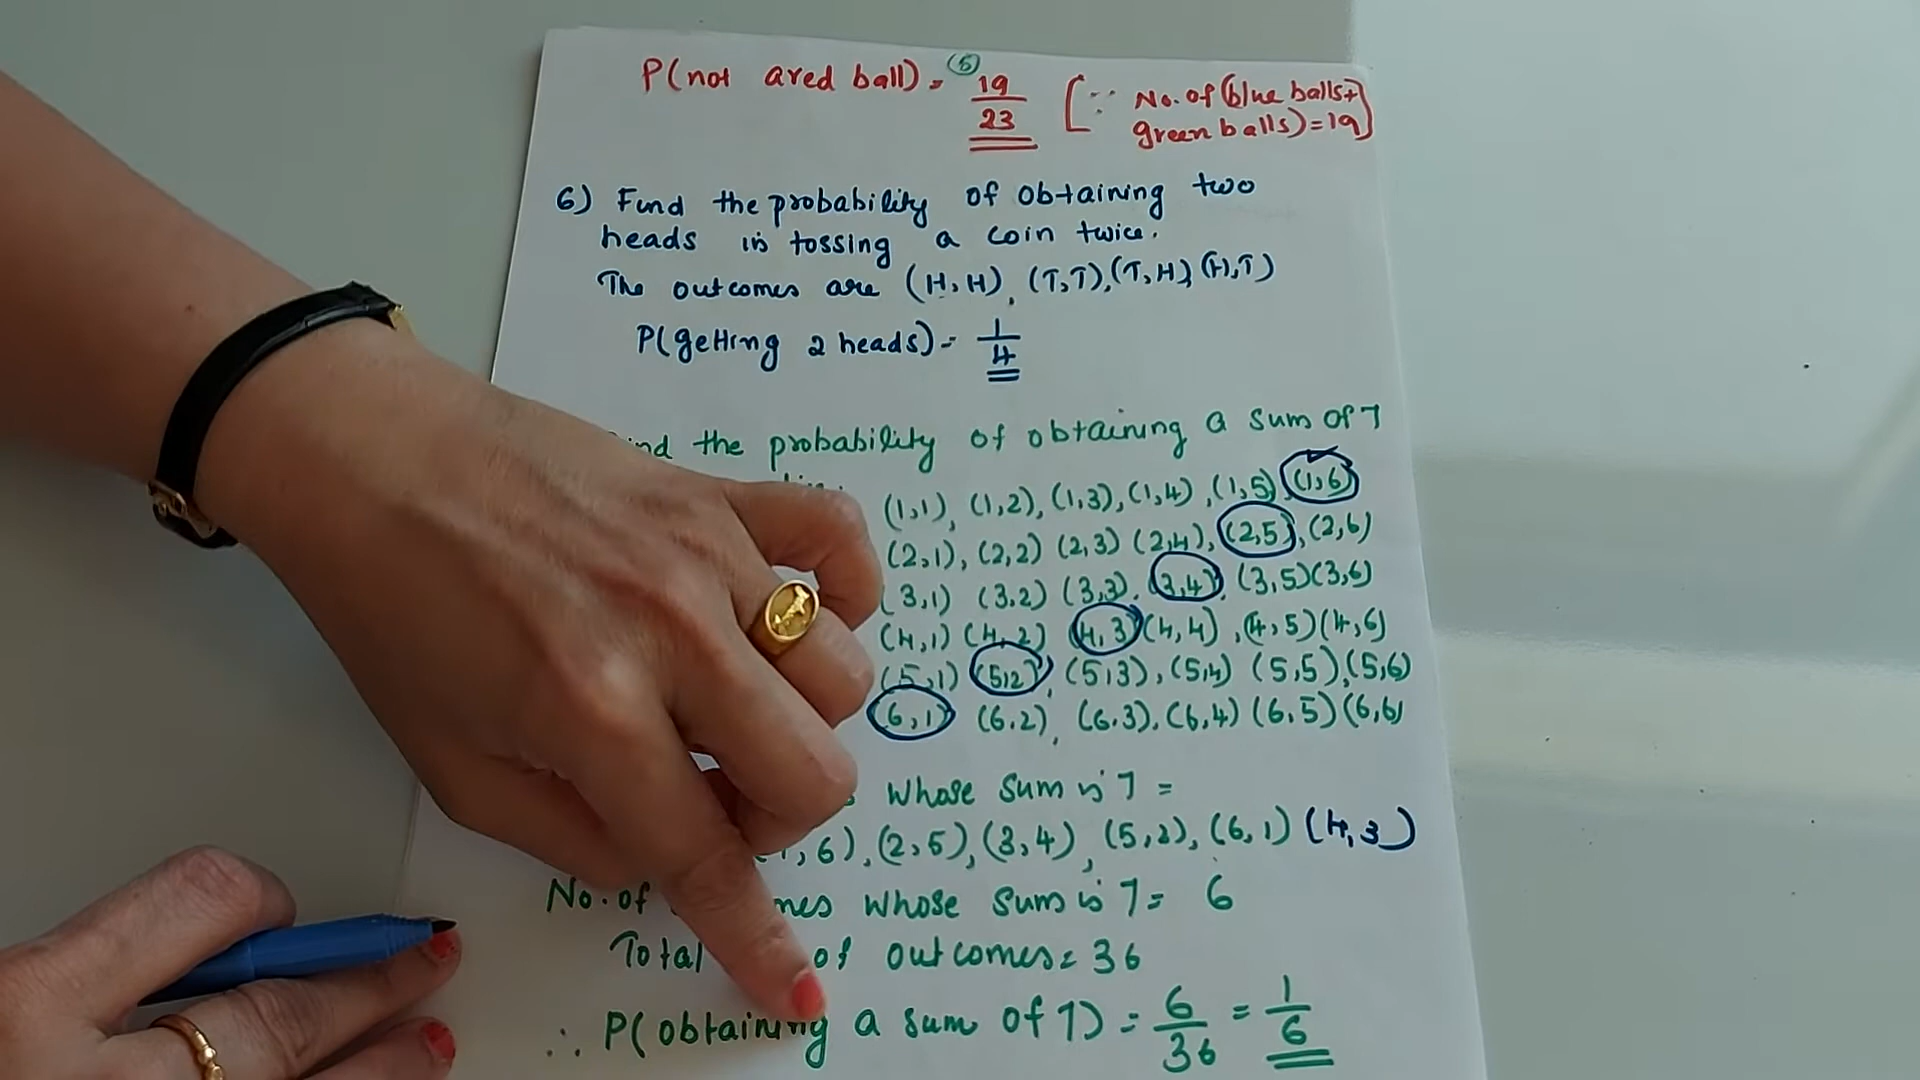 (5)
P(not a red ball) = 19/23 [∵ No. of (blue balls + green balls) = 19]
6) Find the probability of obtaining two
heads in tossing a coin twice.
The outcomes are (H,H), (T,T), (T,H), (H,T)
P(getting 2 heads) = 1/4
the probability of obtaining a sum of 7
(1,1), (1,2), (1,3), (1,4), (1,5), (1,6)
(2,1), (2,2) (2,3) (2,4), (2,5), (2,6)
(3,1) (3,2) (3,3), (3,4), (3,5) (3,6)
(4,1) (4,2) (4,3) (4,4), (4,5) (4,6)
(5,1) (5,2), (5,3), (5,4) (5,5), (5,6)
(6,1) (6,2), (6,3), (6,4) (6,5) (6,6)
whose sum is 7 =
(1,6), (2,5), (3,4), (5,2), (6,1) (4,3)
No. of whose sum is 7 = 6
Total of outcomes = 36
∴ P(obtaining a sum of 7) = 6/36 = 1/6